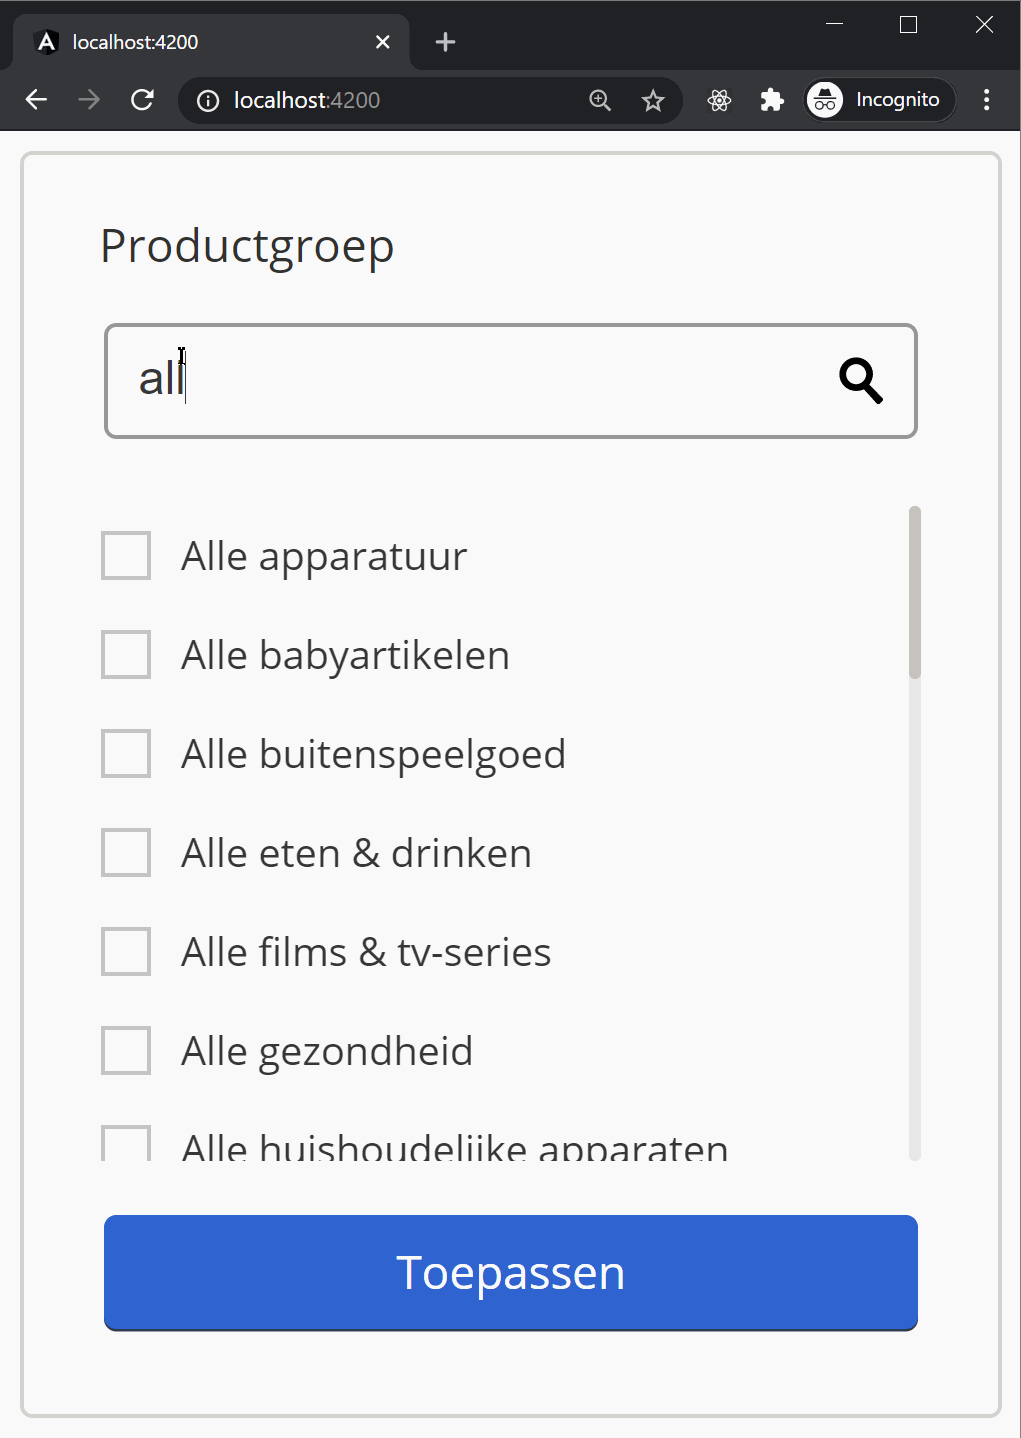 localhost:4200
localhost:4200
Incognito
Productgroep
all
Alle apparatuur
Alle babyartikelen
Alle buitenspeelgoed
Alle eten & drinken
Alle films & tv-series
Alle gezondheid
Alle huishoudelijke apparaten
Toepassen